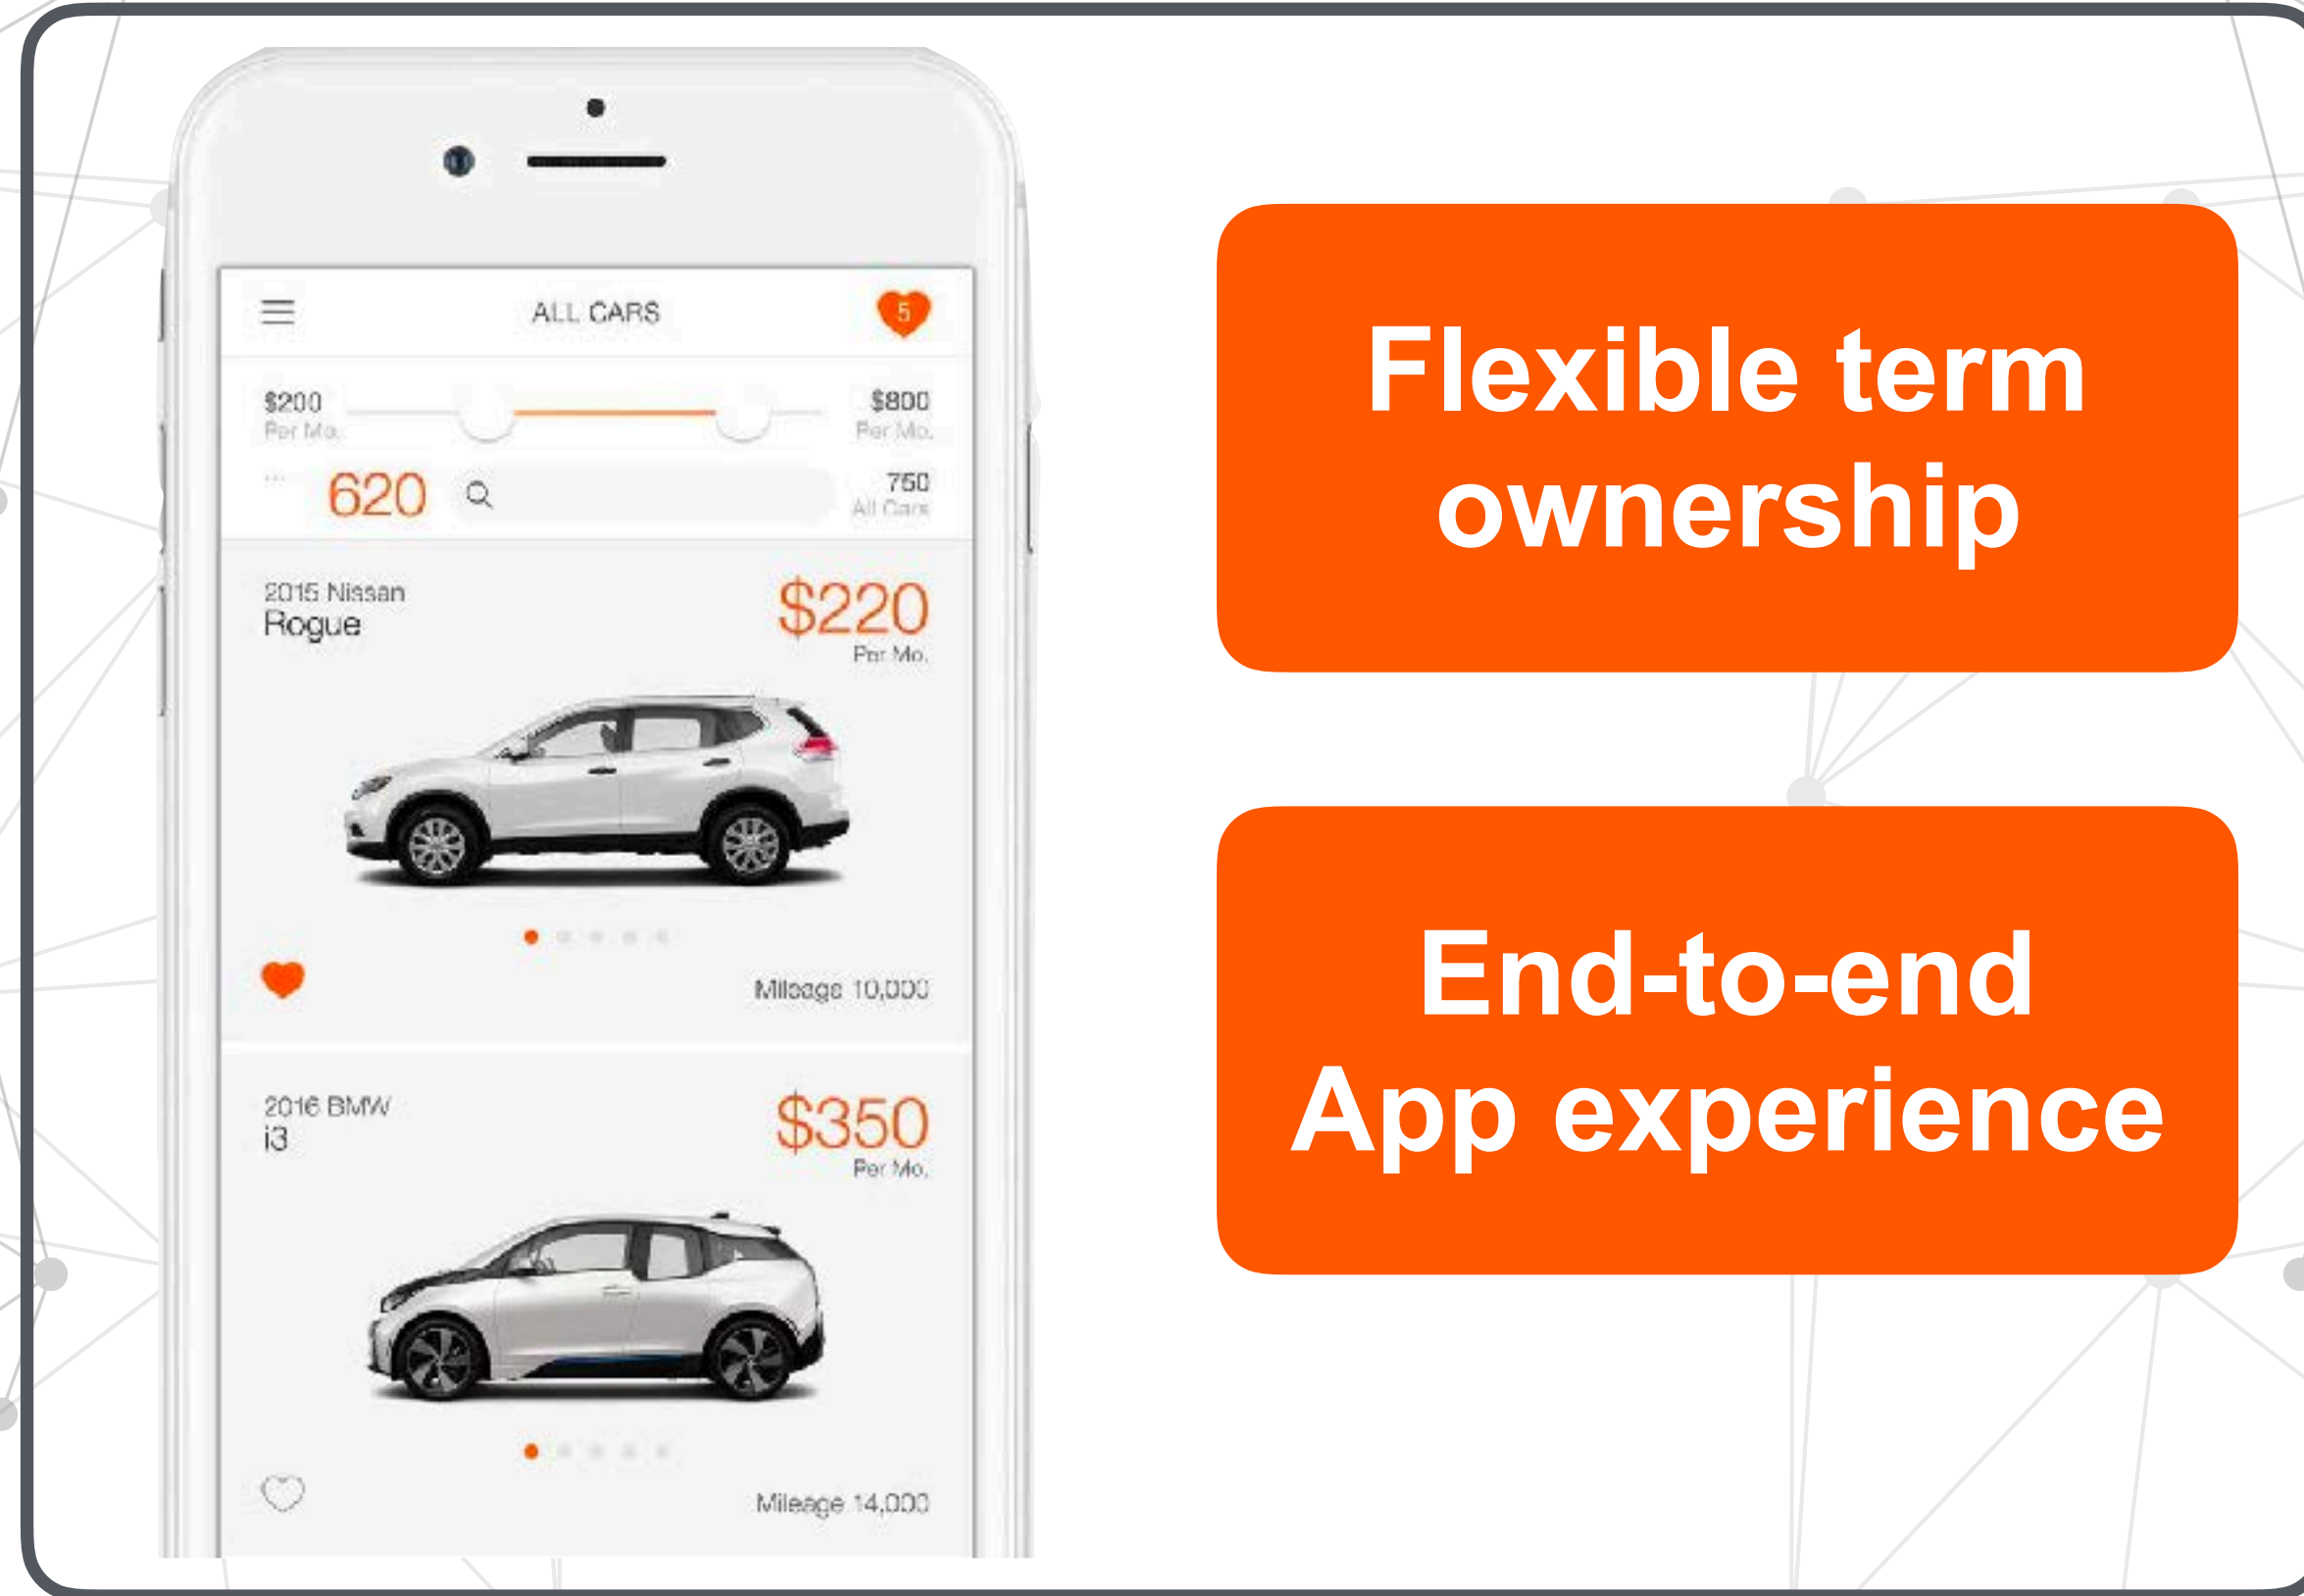 ALL CARS
5
$200
Per Mo.
$800
Per Mo.
...
620
750
All Cars
2015 Nissan
Rogue
$220
Per Mo.
Mileage 10,000
2016 BMW
i3
$350
Per Mo.
Mileage 14,000
Flexible term
ownership
End-to-end
App experience